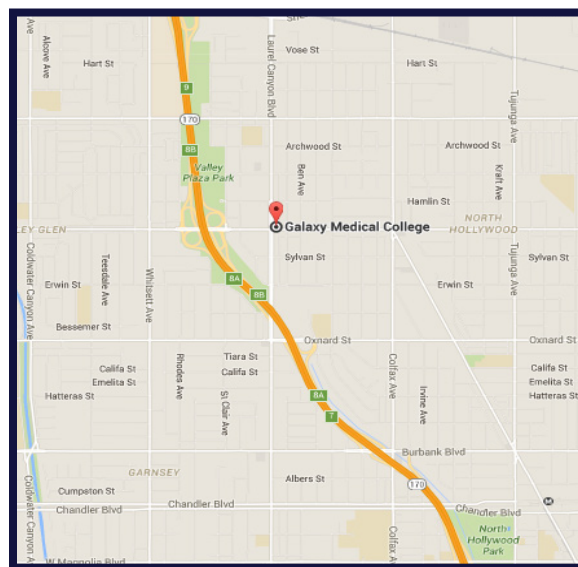 Vose St
Hart St
Hart St
Ave
Alcove Ave
Laurel Canyon Blvd
9
170
Tujunga Ave
8B
Archwood St
Archwood St
Valley
Plaza Park
Ben Ave
Kraft Ave
Hamlin St
Galaxy Medical College
NORTH
HOLLYWOOD
LEY GLEN
Coldwater Canyon Ave
Teesdale Ave
Whitsett Ave
Sylvan St
Sylvan St
Tujunga Ave
8A
8B
Erwin St
Erwin St
Bessemer St
Oxnard St
Oxnard St
Tiara St
Califa St
Califa St
Emelita St
Hatteras St
Rhodes Ave
St Clair Ave
Colfax Ave
Irvine Ave
Califa St
Emelita St
Hatteras St
8A
7
Burbank Blvd
GARNSEY
Albers St
170
Cumpston St
Chandler Blvd
Chandler Blvd
Chandler Blvd
Coldwater Canyon Ave
Colfax Ave
M
North
Hollywood
Park
W Magnolia Blvd